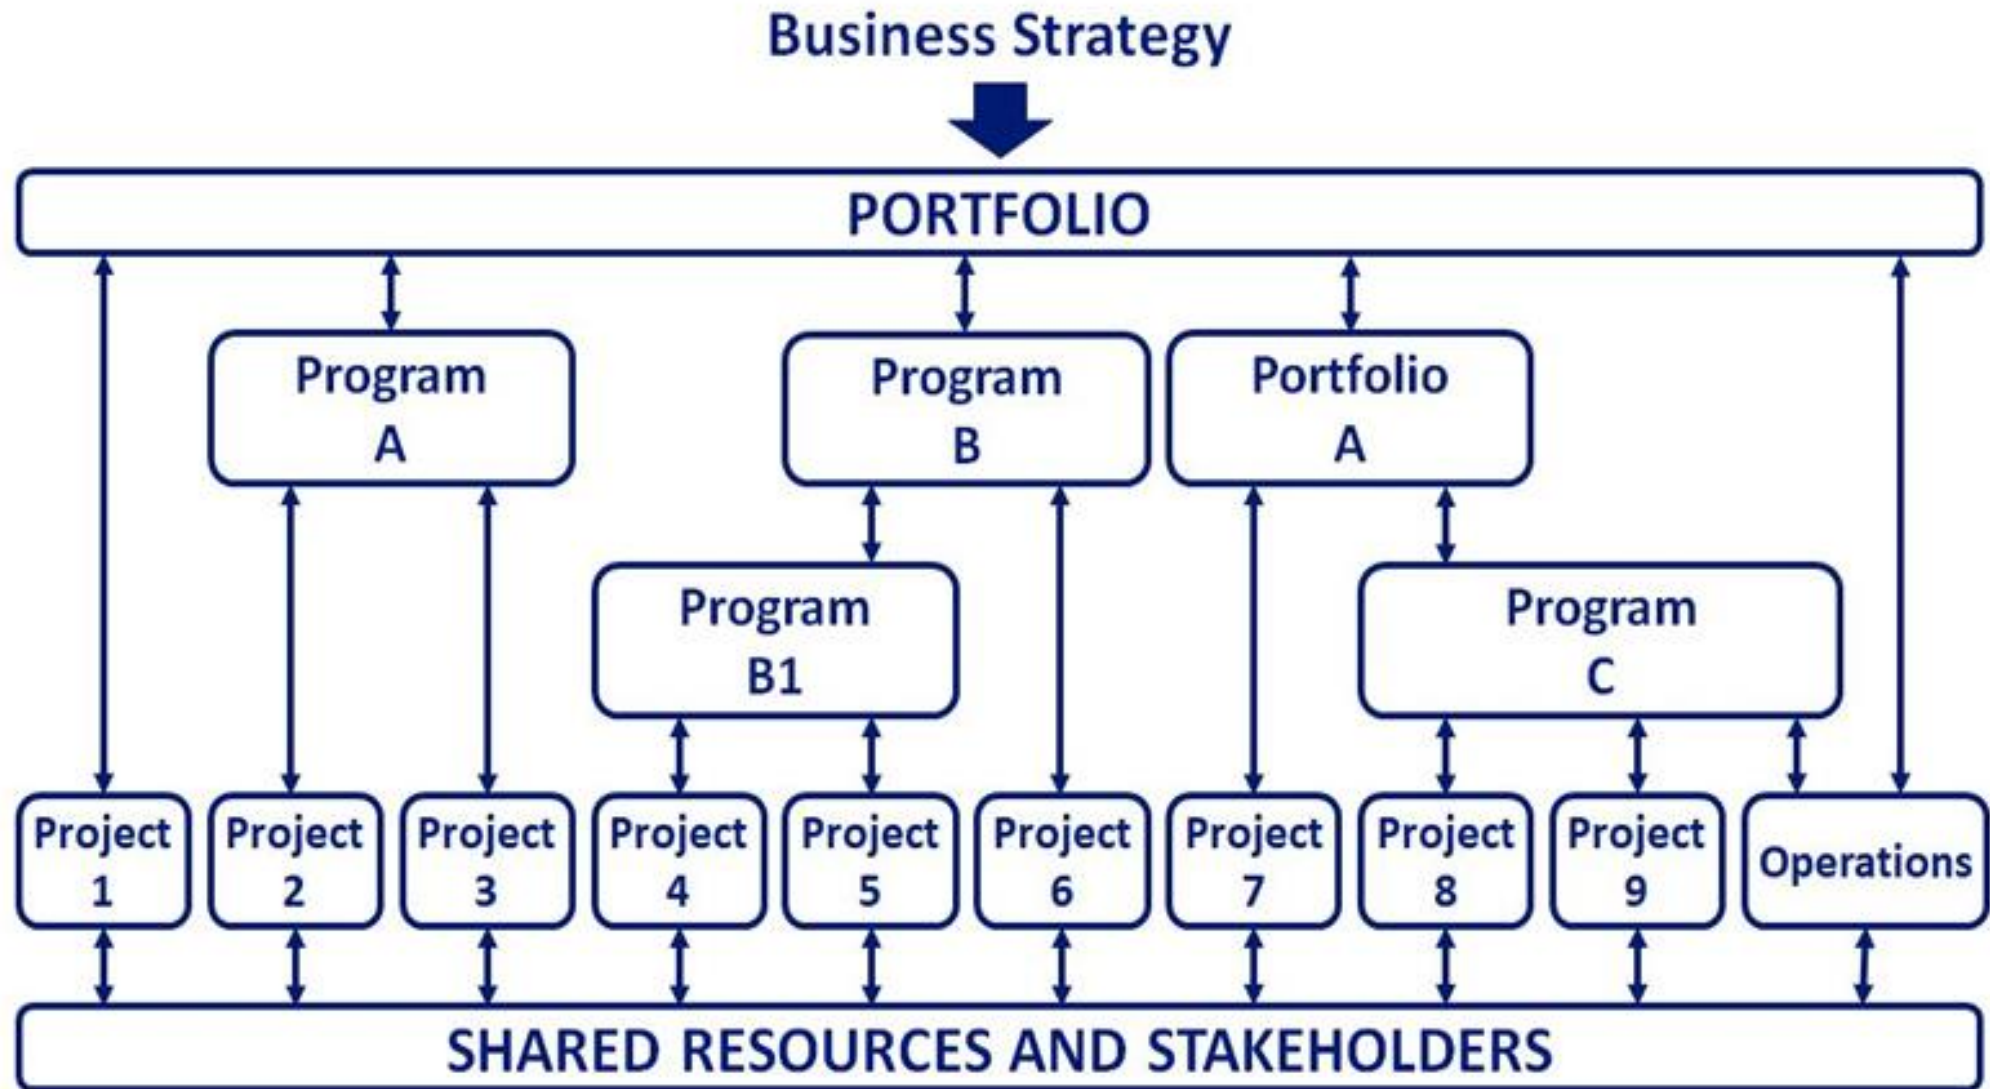 Business Strategy
PORTFOLIO
Program
A
Program
B
Portfolio
A
Program
B1
Program
C
Project
1
Project
2
Project
3
Project
4
Project
5
Project
6
Project
7
Project
8
Project
9
Operations
SHARED RESOURCES AND STAKEHOLDERS